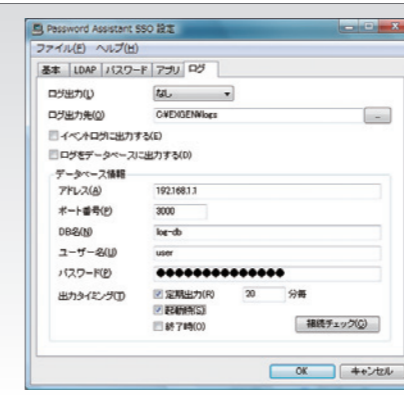 Password Assistant SSO 設定
ファイル(F) ヘルプ(H)
基本 LDAP パスワード アプリ ログ
ログ出力(L) なし
ログ出力先(O) C:¥EXGEN¥logs ...
イベントログに出力する(E)
ログをデータベースに出力する(D)
データベース情報
アドレス(A) 192.168.1.1
ポート番号(P) 3000
DB名(N) log-db
ユーザー名(U) user
パスワード(P) ●●●●●●●●●●●●●●
出力タイミング(T) 定期出力(R) 20 分毎
起動時(S)
終了時(O) 接続チェック(C)
OK キャンセル